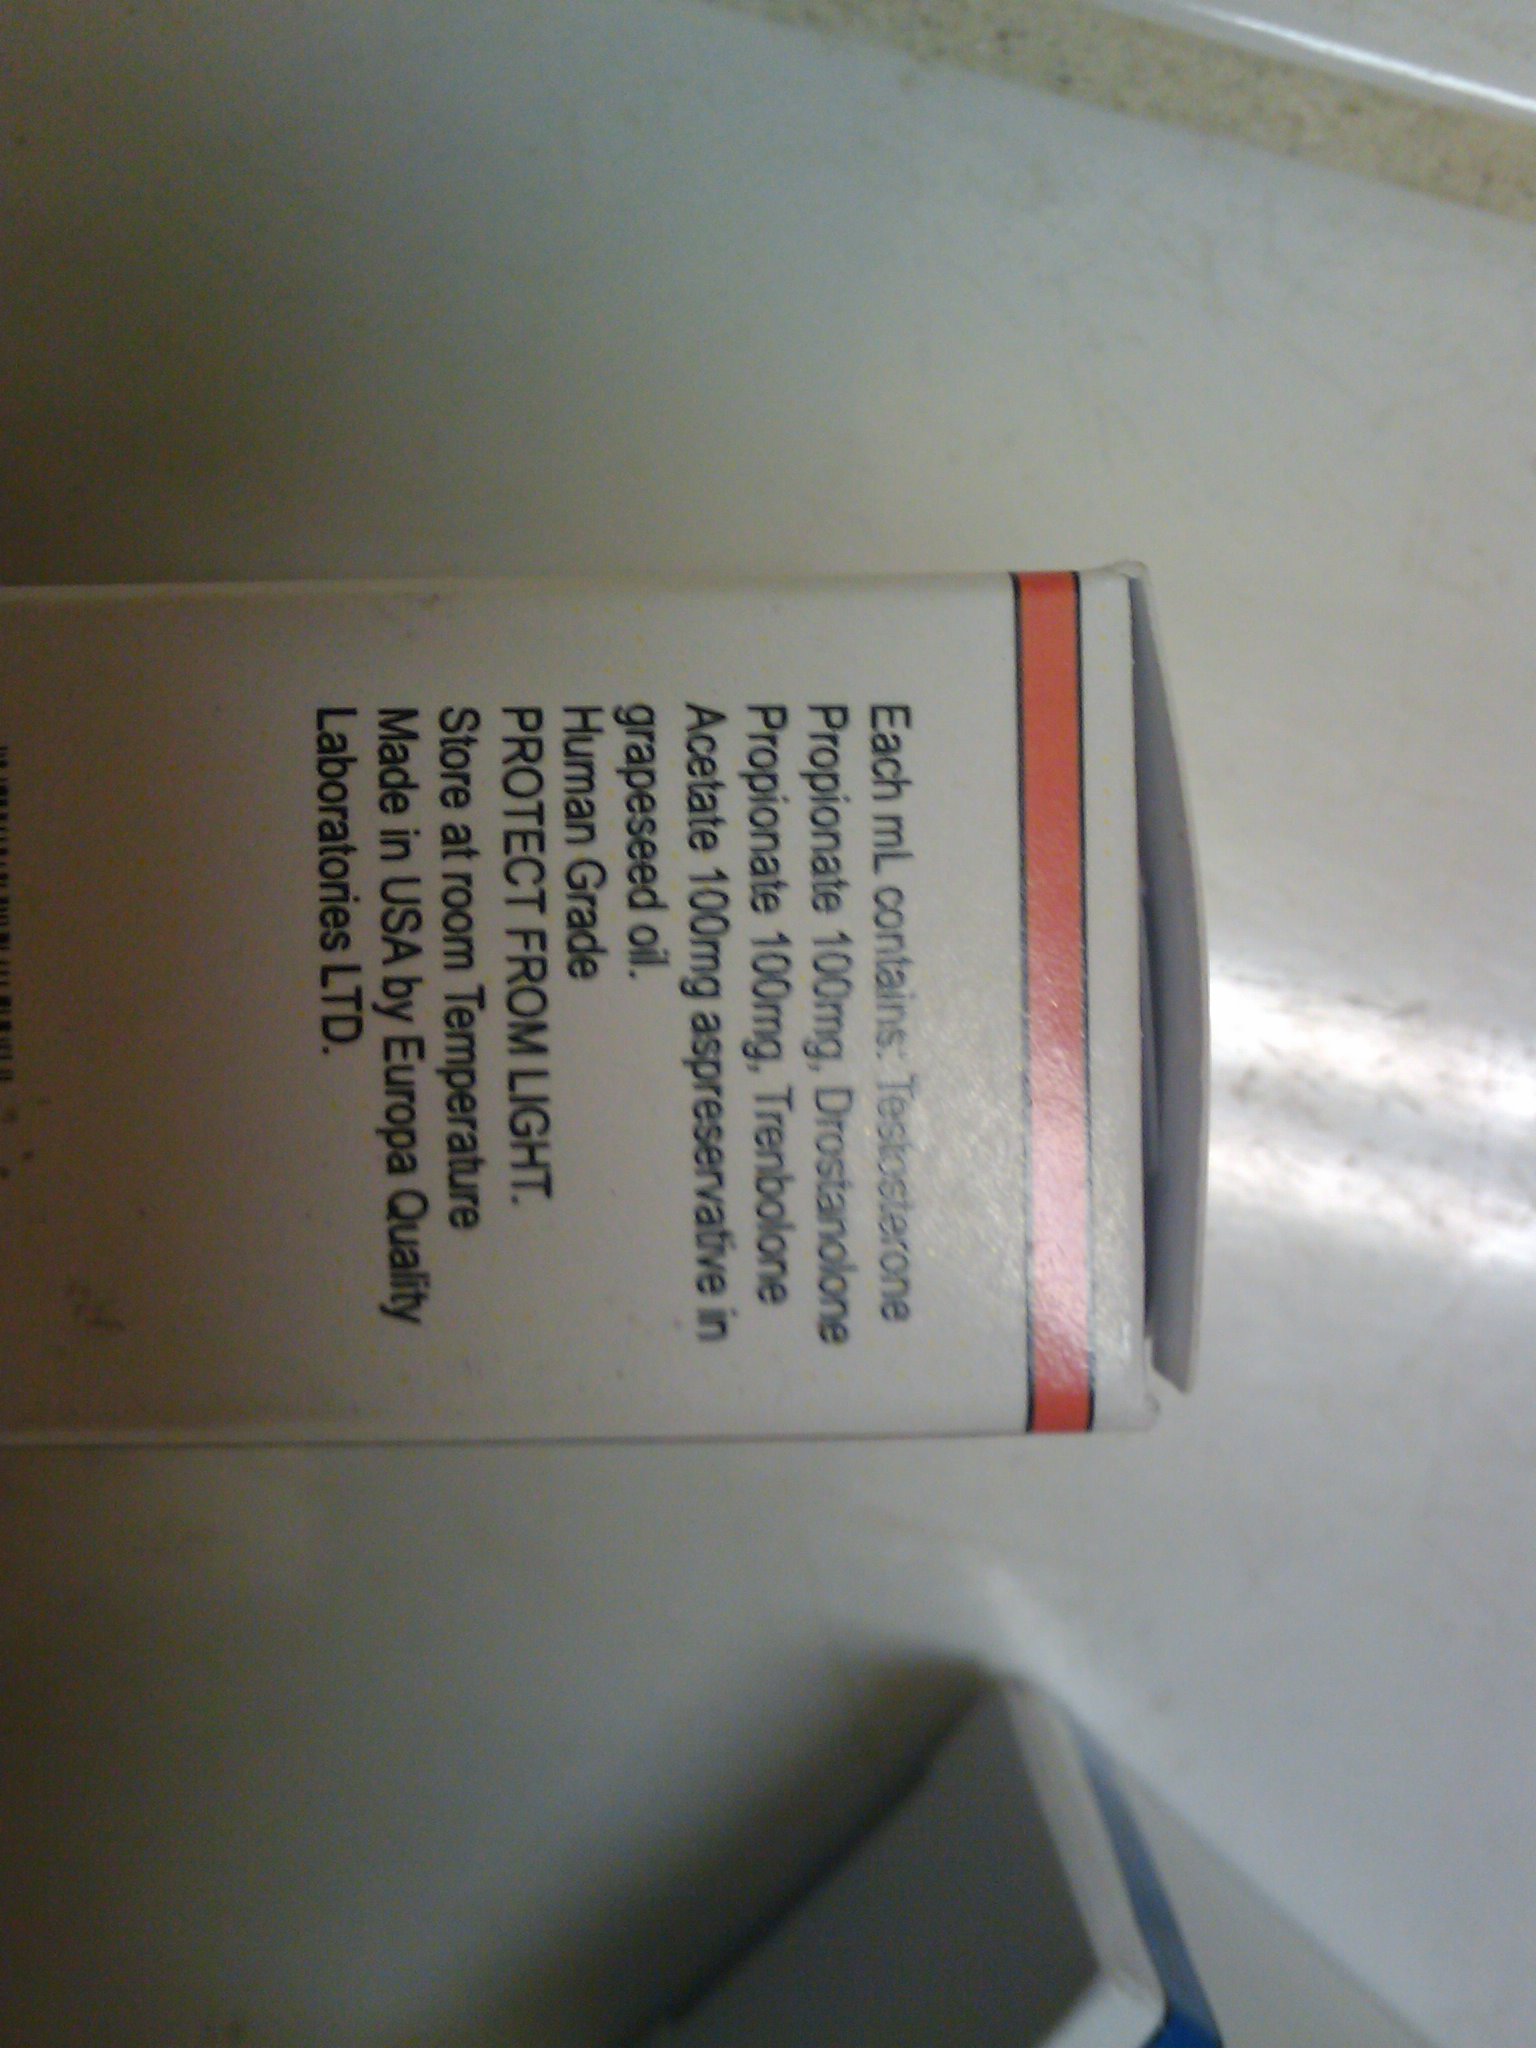 Each mL contains: Testosterone
Propionate 100mg, Drostanolone
Propionate 100mg, Trenbolone
Acetate 100mg aspreservative in
grapeseed oil.
Human Grade
PROTECT FROM LIGHT.
Store at room Temperature
Made in USA by Europa Quality
Laboratories LTD.